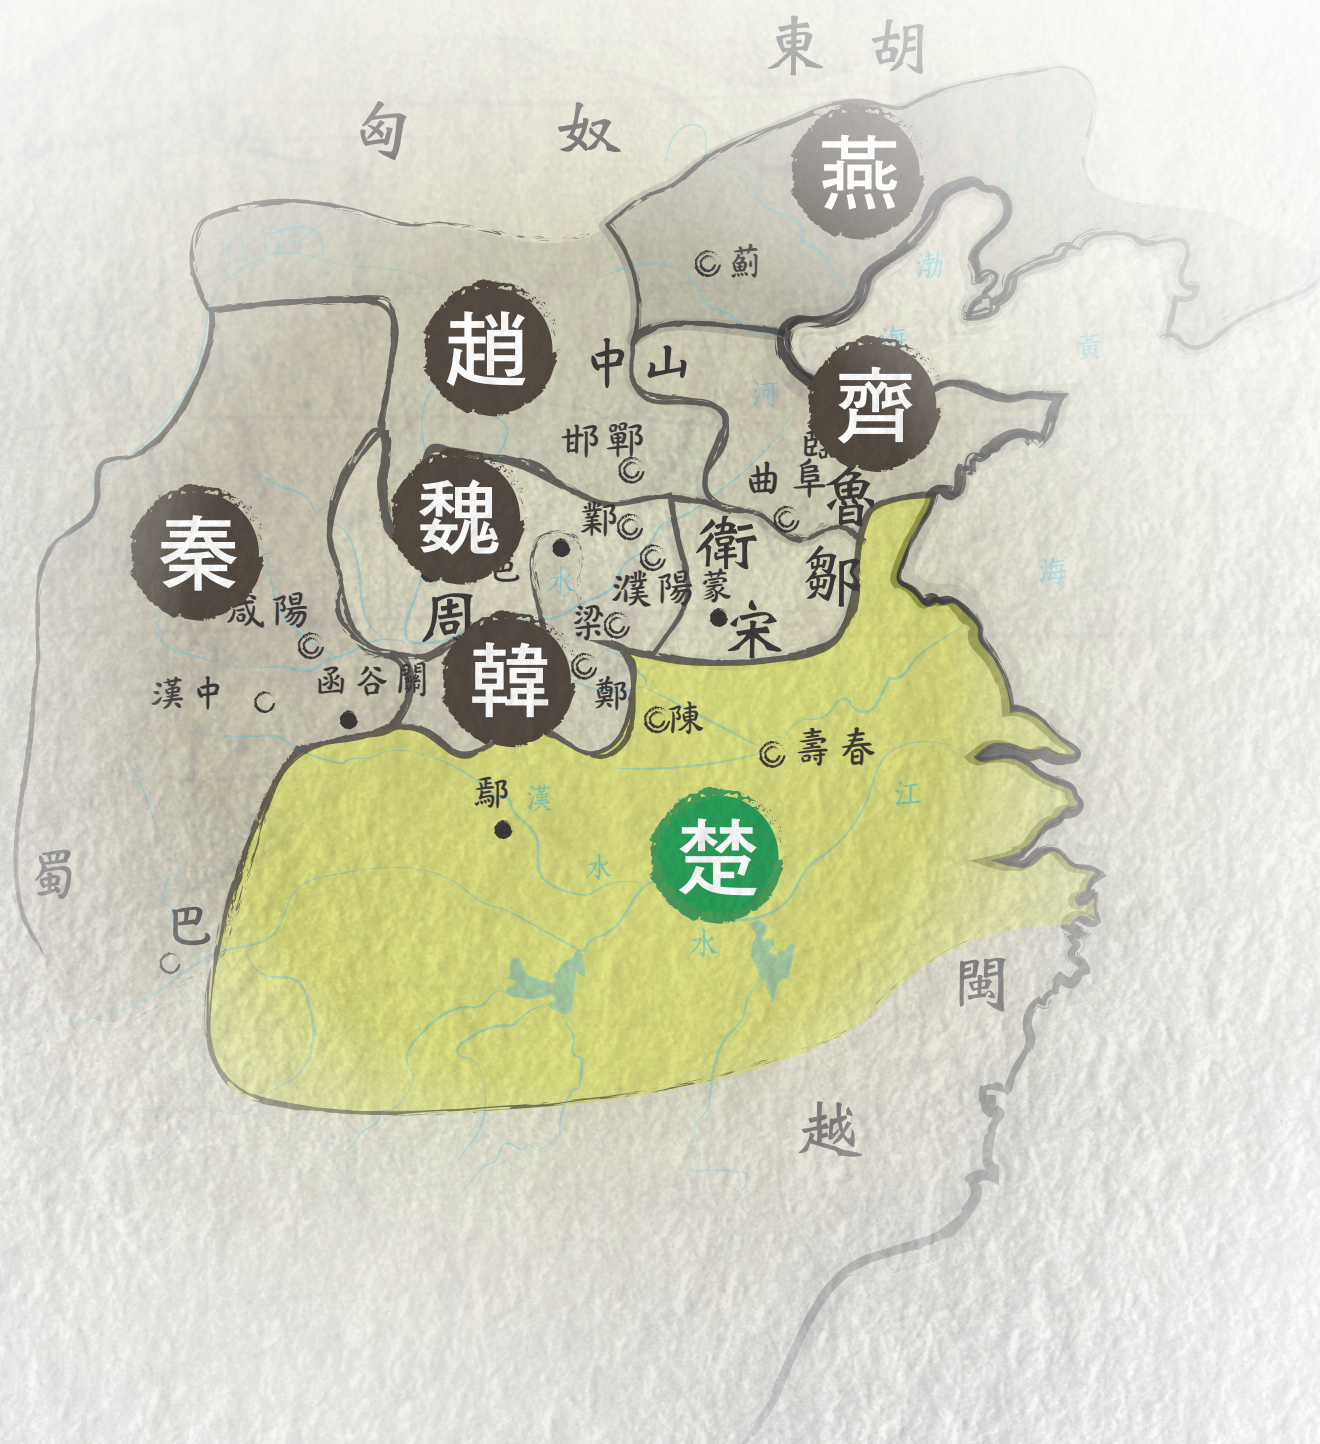 東胡
匈奴
燕
薊
渤海
黃海
趙
中山
齊
河
邯鄲
曲阜
魯
魏
鄴
衛
秦
水
濮陽
蒙
鄒
咸陽
周
梁
宋
韓
函谷關
漢中
鄭
陳
壽春
鄢
漢水
江水
楚
蜀
巴
閩
越